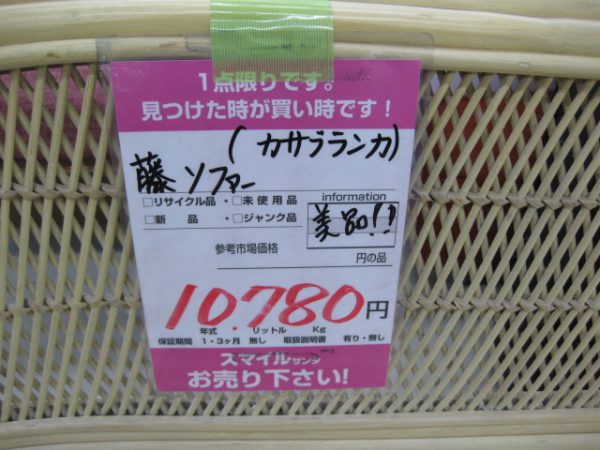 1点限りです。
見つけた時が買い時です！
(カサブランカ)
藤ソファー
□リサイクル品・□未使用品
information
□新　品　・□ジャンク品
美品!!
参考市場価格
円の品
10.780円
年式　リットル　Kg
保証期間　1・3ヶ月　無し　取扱説明書　有り・無し
スマイルサンタ
お売り下さい!